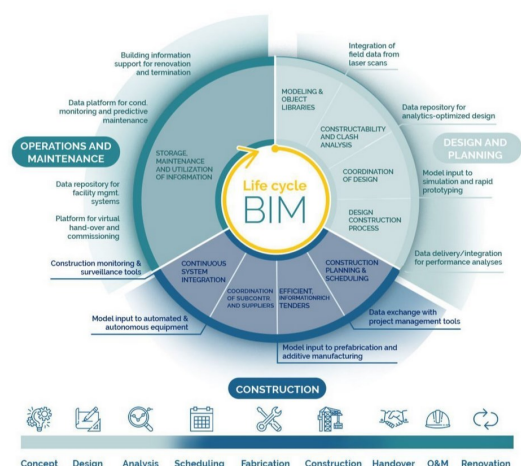 Building information
support for renovation
and termination
Data platform for cond.
monitoring and predictive
maintenance
OPERATIONS AND
MAINTENANCE
Data repository for
facility mgmt.
systems
Platform for virtual
hand-over and
commissioning
Construction monitoring &
surveillance tools
Model input to automated &
autonomous equipment
STORAGE,
MAINTENANCE
AND UTILIZATION
OF INFORMATION
Life cycle
BIM
MODELING &
OBJECT
LIBRARIES
CONSTRUCTABILITY
AND CLASH
ANALYSIS
COORDINATION
OF DESIGN
DESIGN
CONSTRUCTION
PROCESS
CONSTRUCTION
PLANNING &
SCHEDULING
EFFICIENT,
INFORMATIONRICH
TENDERS
COORDINATION
OF SUBCONTR.
AND SUPPLIERS
CONTINUOUS
SYSTEM
INTEGRATION
Integration of
field data from
laser scans
Data repository for
analytics-optimized design
DESIGN AND
PLANNING
Model input to
simulation and rapid
prototyping
Data delivery/integration
for performance analyses
Data exchange with
project management tools
Model input to prefabrication and
additive manufacturing
CONSTRUCTION
Concept Design Analysis Scheduling Fabrication Construction Handover O&M Renovation